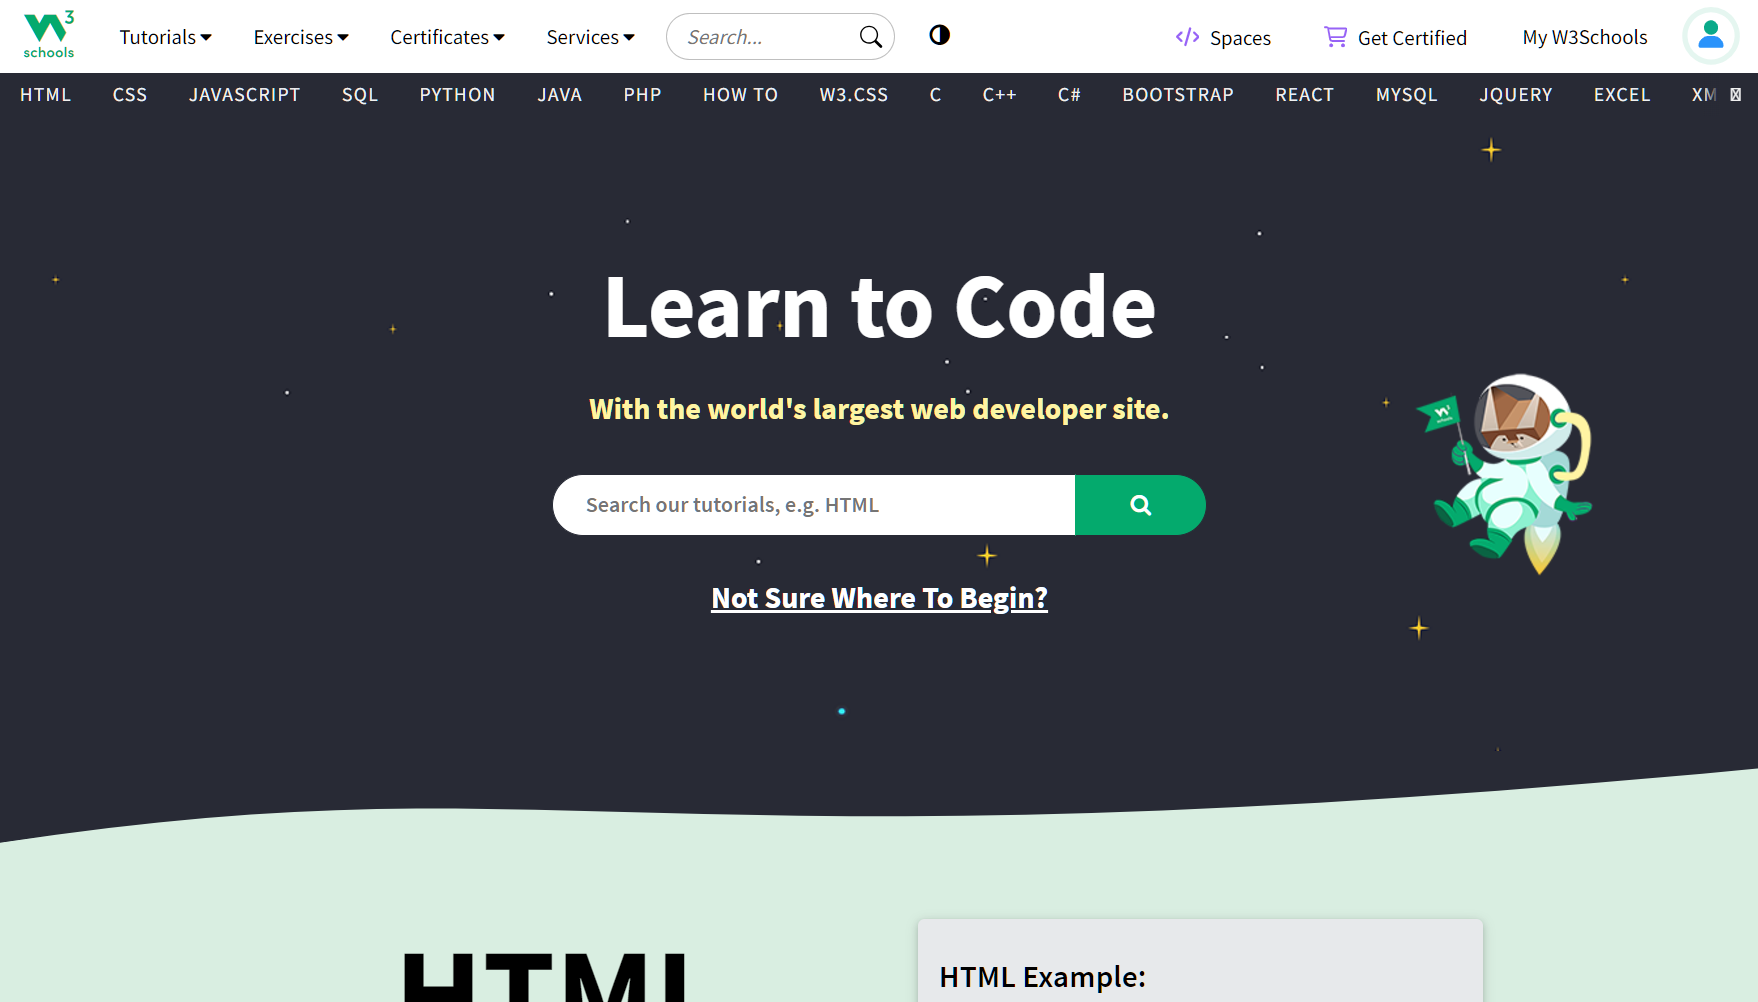 W3 schools
Tutorials Exercises Certificates Services Search... Spaces Get Certified My W3Schools
HTML CSS JAVASCRIPT SQL PYTHON JAVA PHP HOW TO W3.CSS C C++ C# BOOTSTRAP REACT MYSQL JQUERY EXCEL XM
Learn to Code
With the world's largest web developer site.
Search our tutorials, e.g. HTML
Not Sure Where To Begin?
HTML
HTML Example: